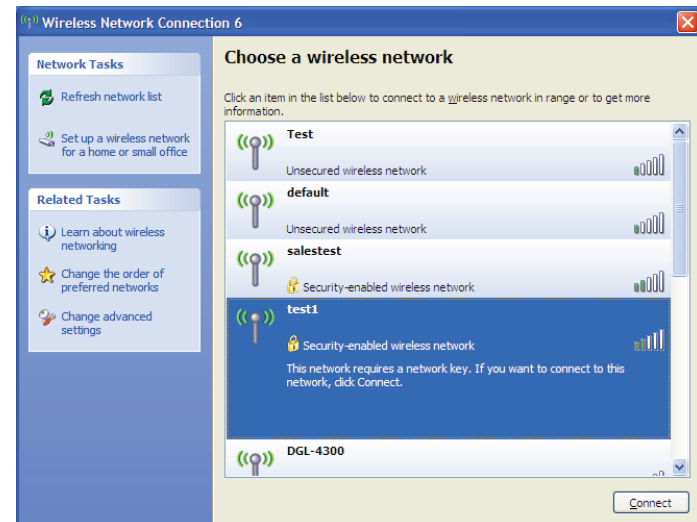 Wireless Network Connection 6
Network Tasks
Refresh network list
Set up a wireless network
for a home or small office
Related Tasks
Learn about wireless
networking
Change the order of
preferred networks
Change advanced
settings
Choose a wireless network
Click an item in the list below to connect to a wireless network in range or to get more
information.
Test
Unsecured wireless network
default
Unsecured wireless network
salestest
Security-enabled wireless network
test1
Security-enabled wireless network
This network requires a network key. If you want to connect to this
network, click Connect.
DGL-4300
Connect